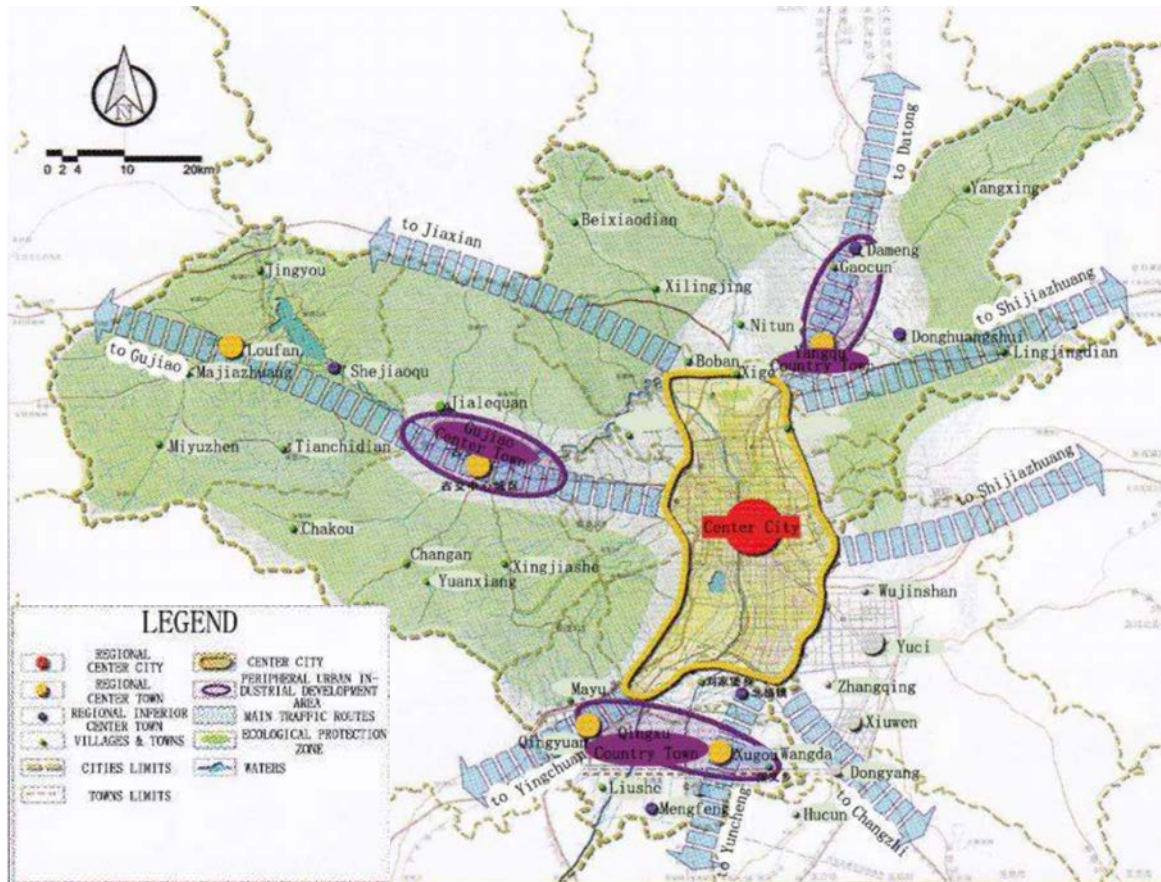 N
0 2 4 10 20km
to Datong
Yangxing
Beixiaodian
to Jiaxian
Dameng
Gaocun
Jingyou
Xilingjing
to Shijiazhuang
Nitun
Donghuangshui
Yangqu
Country Town
Lingjingdian
Loufan
to Gujiao
Majiazhuang
Shejiaoqu
Boban
Xige
Jialequan
Gujiao
Center Town
Miyuzhen
Tianchidian
to Shijiazhuang
Center City
Chakou
Changan
Xingjiashe
Yuanxiang
Wujinshan
Yuci
Mayu
Zhangqing
Xiuwen
Qingyuan
Qingxu
Country Town
Xugou
Wangda
to Yingchuan
Liushe
Dongyang
Mengfeng
Hucun
to Yuncheng
to Changzhi
LEGEND
REGIONAL
CENTER CITY
REGIONAL
CENTER TOWN
REGIONAL INFERIOR
CENTER TOWN
VILLAGES & TOWNS
CITIES LIMITS
TOWNS LIMITS
CENTER CITY
PERIPHERAL URBAN IN-
DUSTRIAL DEVELOPMENT
AREA
MAIN TRAFFIC ROUTES
ECOLOGICAL PROTECTION
ZONE
WATERS